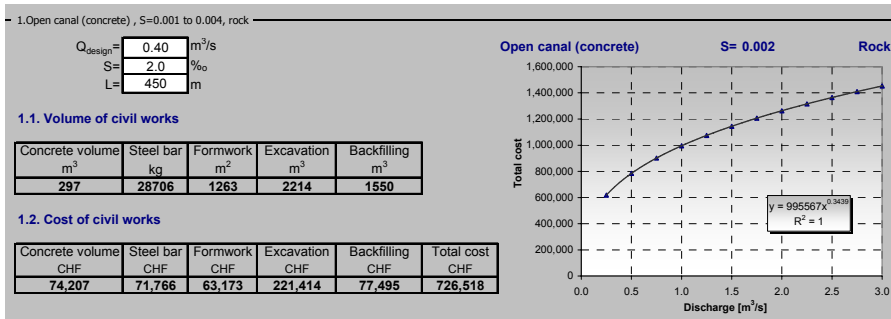 1.Open canal (concrete) , S=0.001 to 0.004, rock
Qdesign= 0.40 m³/s
S= 2.0 ‰
L= 450 m
1.1. Volume of civil works
Concrete volume Steel bar Formwork Excavation Backfilling
m³ kg m² m³ m³
297 28706 1263 2214 1550
1.2. Cost of civil works
Concrete volume Steel bar Formwork Excavation Backfilling Total cost
CHF CHF CHF CHF CHF CHF
74,207 71,766 63,173 221,414 77,495 726,518
Open canal (concrete) S= 0.002 Rock
Total cost
1,600,000
1,400,000
1,200,000
1,000,000
800,000
600,000
400,000
200,000
0
y = 995567x^0.3439
R² = 1
0.0 0.5 1.0 1.5 2.0 2.5 3.0
Discharge [m³/s]